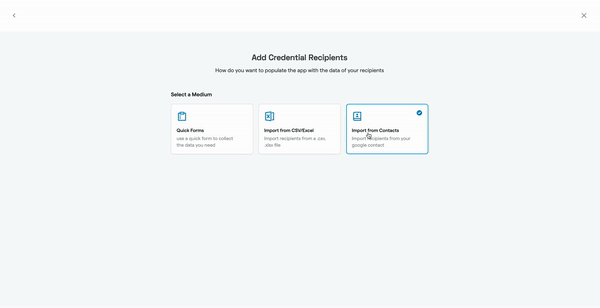 Add Credential Recipients
How do you want to populate the app with the data of your recipients
Select a Medium
Quick Forms
use a quick form to collect
the data you need
Import from CSV/Excel
Import recipients from a .csv,
.xlsx file
Import from Contacts
Import recipients from your
google contact